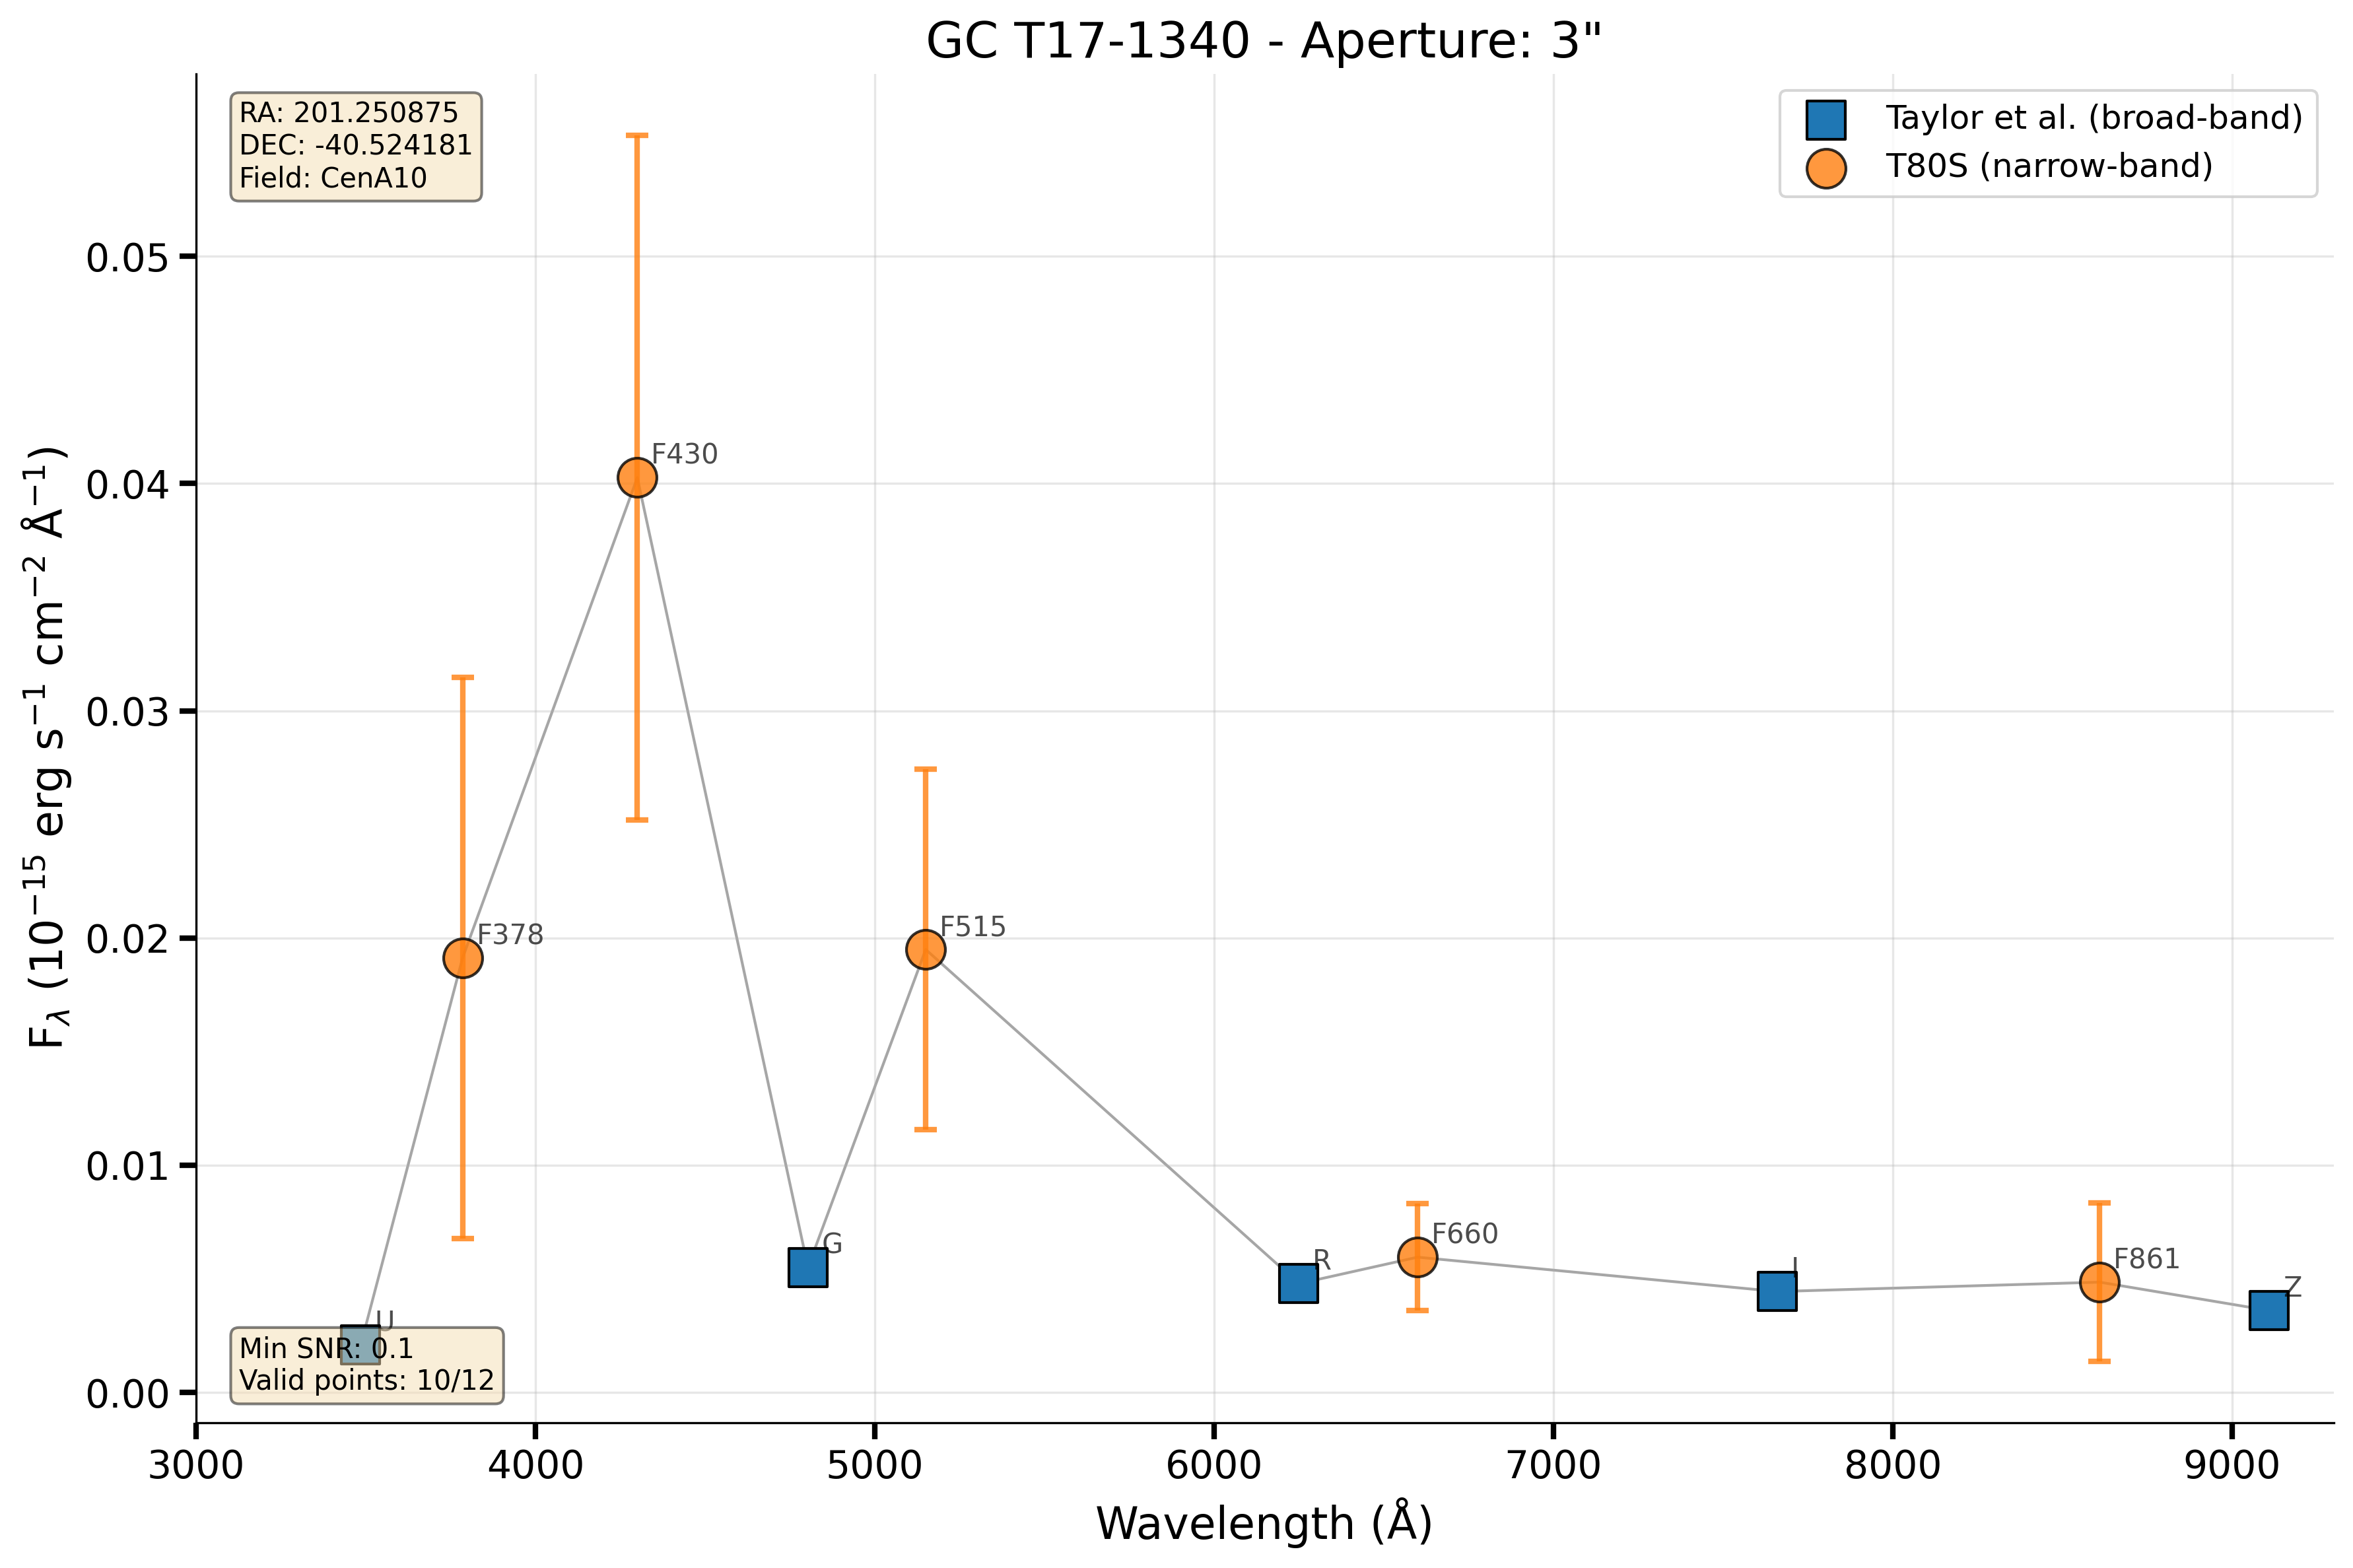 GC T17-1340 - Aperture: 3"
RA: 201.250875
DEC: -40.524181
Field: CenA10
Taylor et al. (broad-band)
T80S (narrow-band)
0.05
0.04
0.03
0.02
0.01
0.00
F430
F378
F515
G
R
F660
I
F861
Z
U
Min SNR: 0.1
Valid points: 10/12
3000
4000
5000
6000
7000
8000
9000
Wavelength (Å)
Fλ (10⁻¹⁵ erg s⁻¹ cm⁻² Å⁻¹)